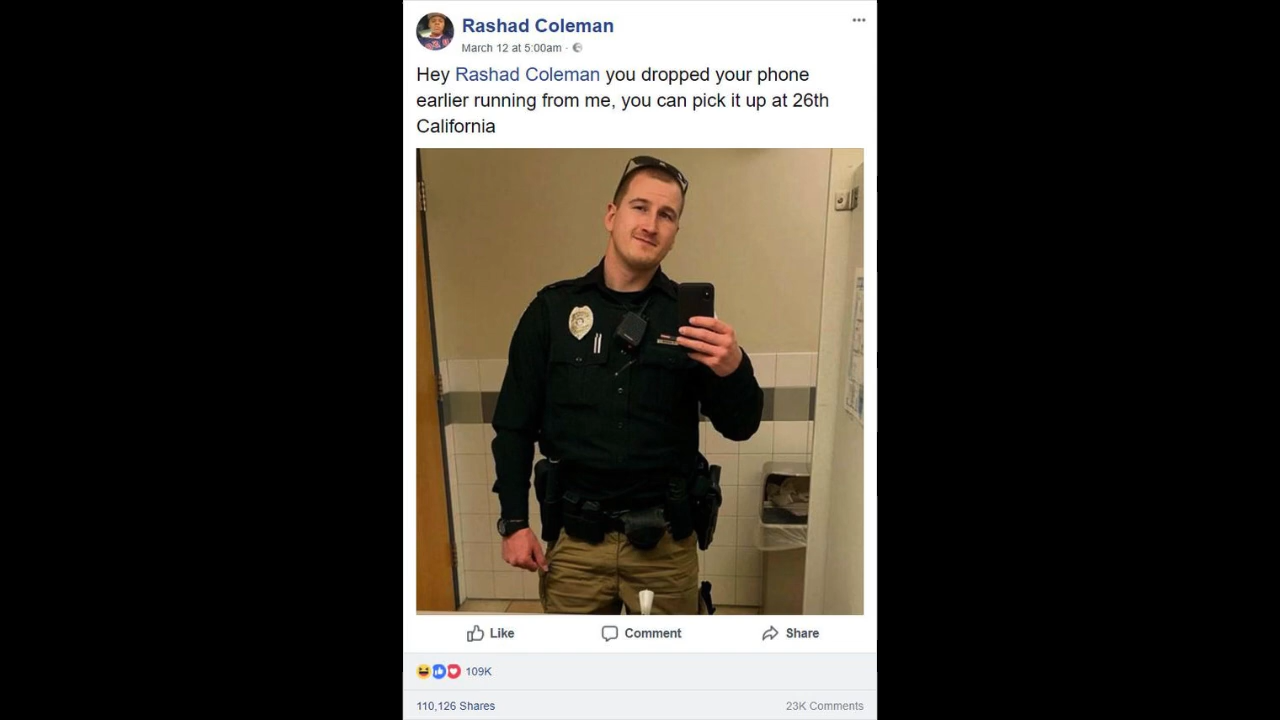 Rashad Coleman
March 12 at 5:00am ·
Hey Rashad Coleman you dropped your phone
earlier running from me, you can pick it up at 26th
California
Like Comment Share
109K
110,126 Shares 23K Comments